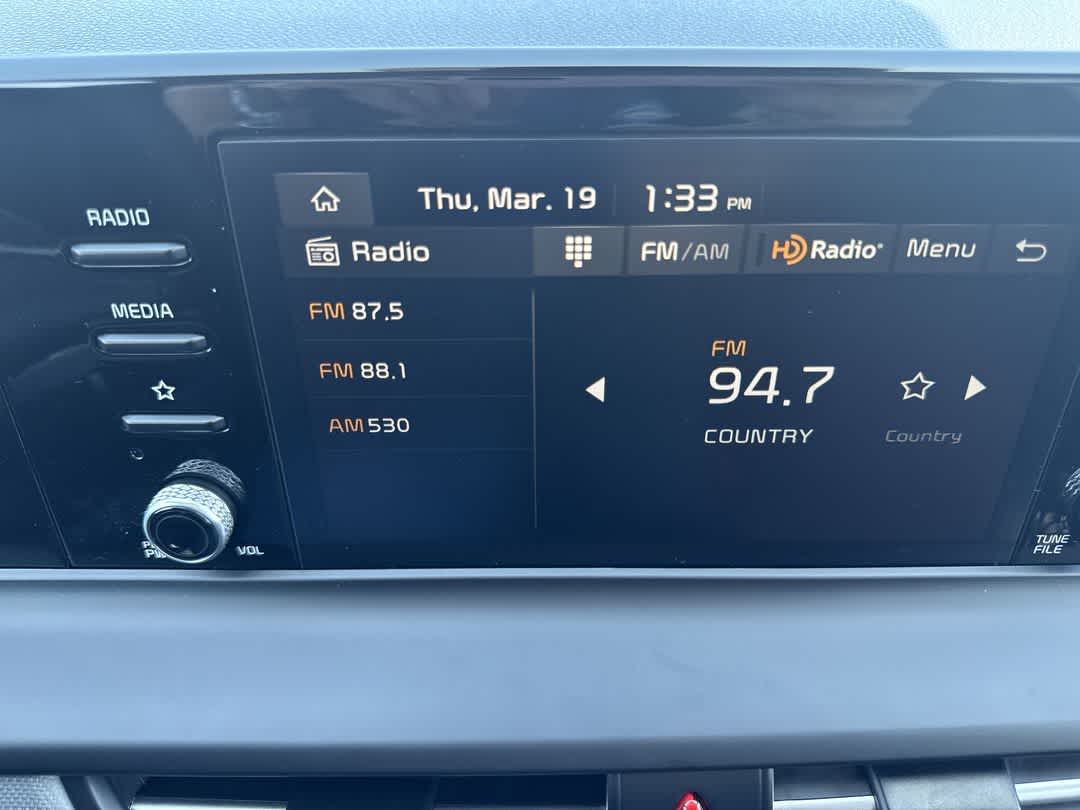 RADIO
MEDIA
VOL
Thu, Mar. 19 1:33 PM
Radio FM/AM HD Radio® Menu
FM 87.5
FM 88.1
AM 530
FM
94.7
COUNTRY Country
TUNE
FILE